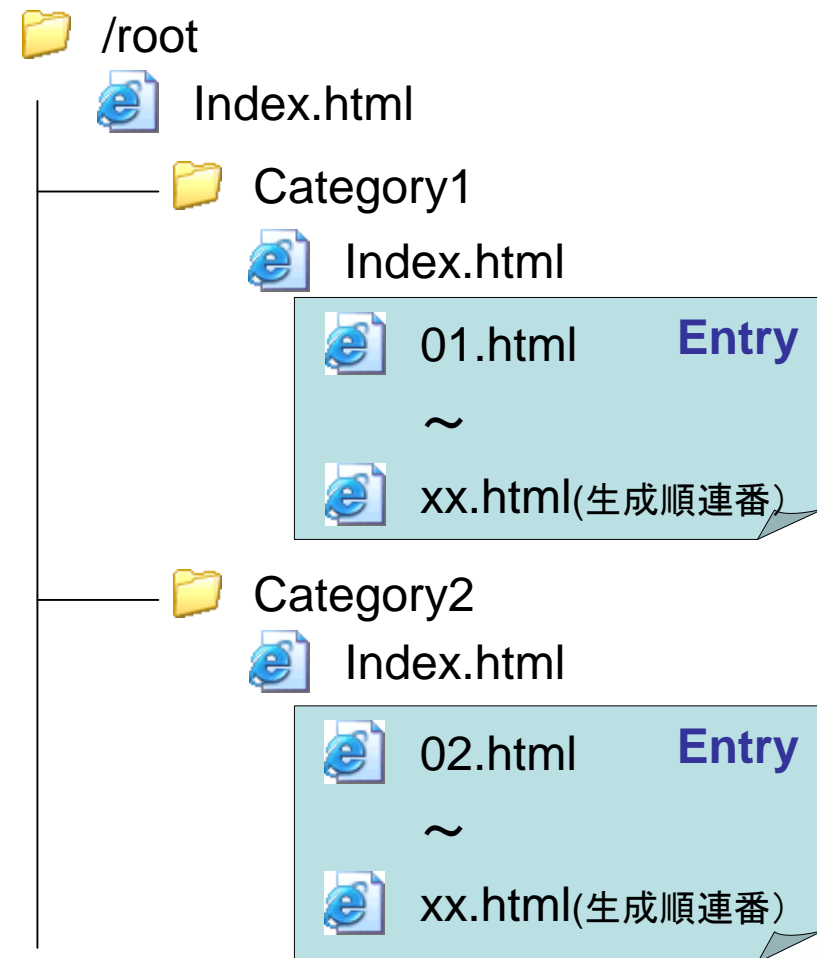 /root
Index.html
Category1
Index.html
01.html Entry
～
xx.html(生成順連番）
Category2
Index.html
02.html Entry
～
xx.html(生成順連番）